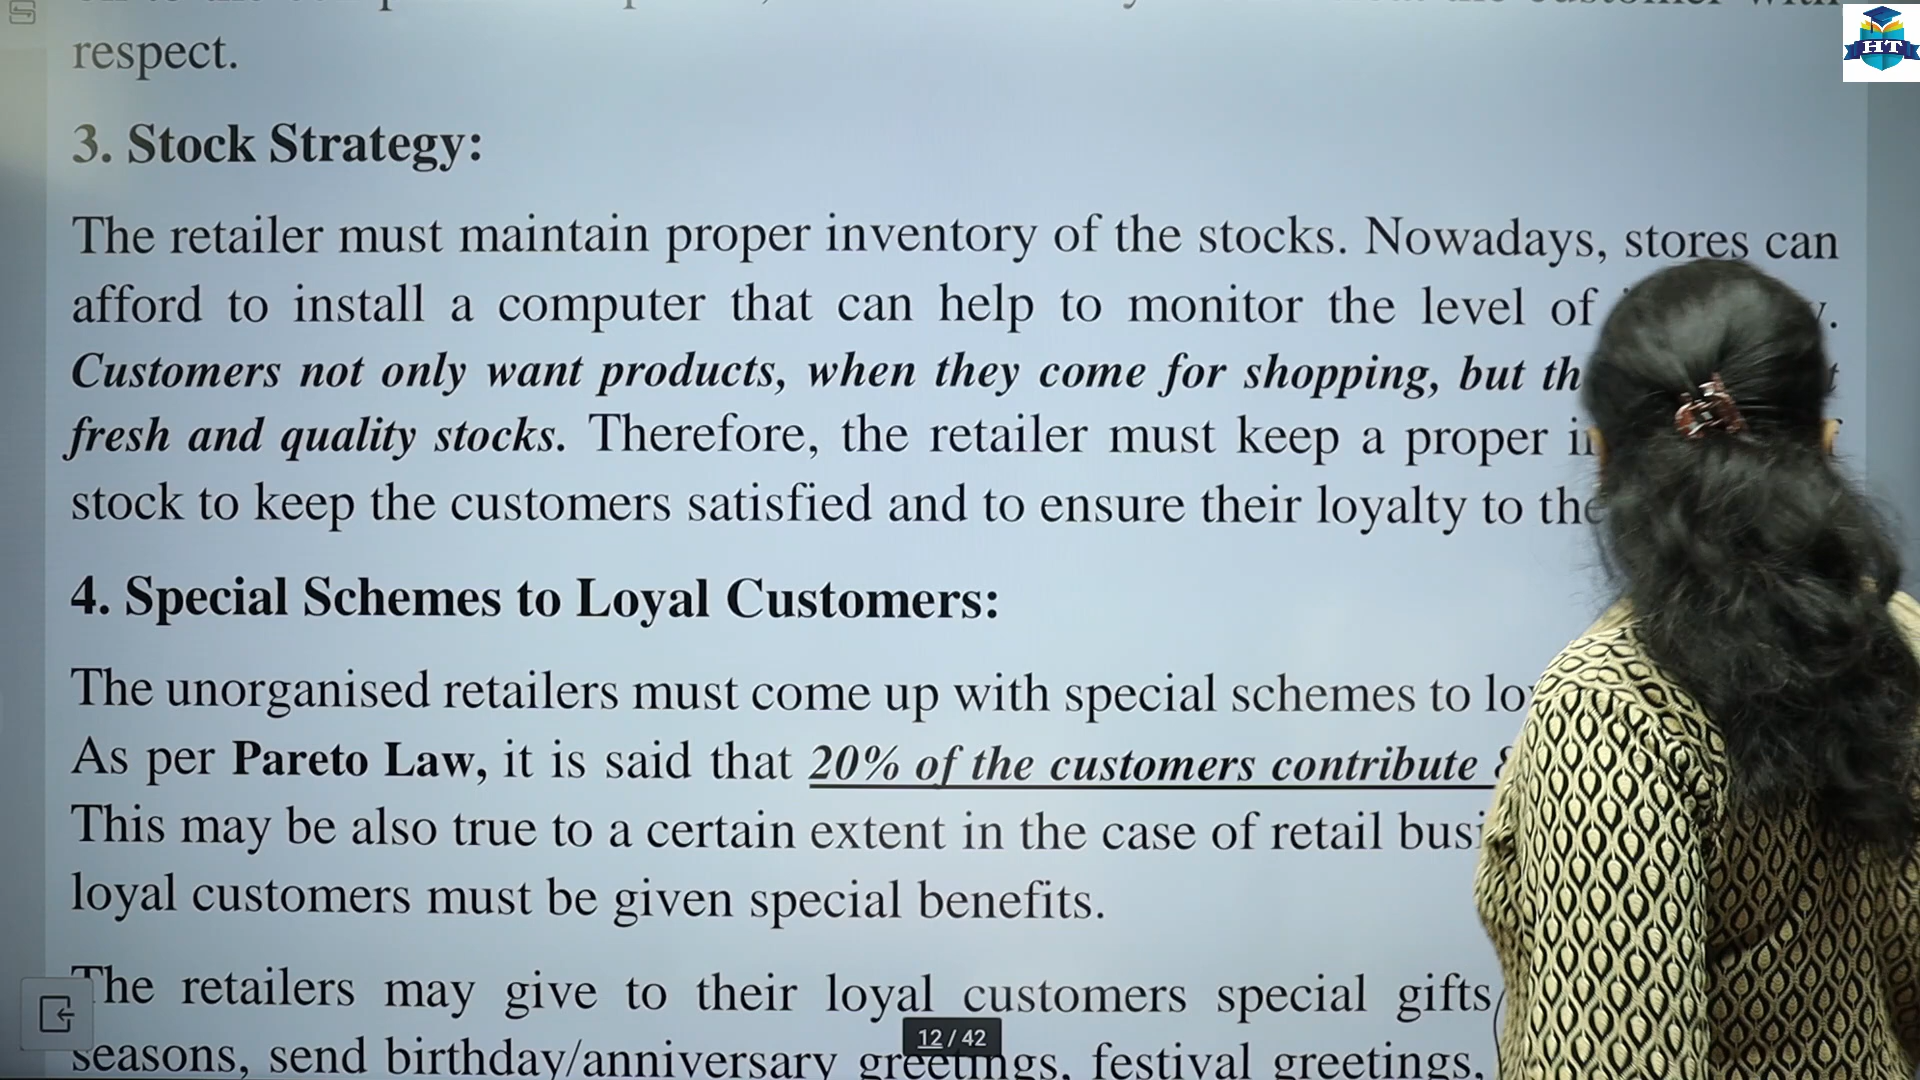 respect.
3. Stock Strategy:
The retailer must maintain proper inventory of the stocks. Nowadays, stores can
afford to install a computer that can help to monitor the level of
Customers not only want products, when they come for shopping, but
fresh and quality stocks. Therefore, the retailer must keep a proper
stock to keep the customers satisfied and to ensure their loyalty to
4. Special Schemes to Loyal Customers:
The unorganised retailers must come up with special schemes to
As per Pareto Law, it is said that 20% of the customers contribute
This may be also true to a certain extent in the case of retail
loyal customers must be given special benefits.
The retailers may give to their loyal customers special gifts
seasons, send birthday/anniversary greetings, festival greetings,
12 / 42
HT